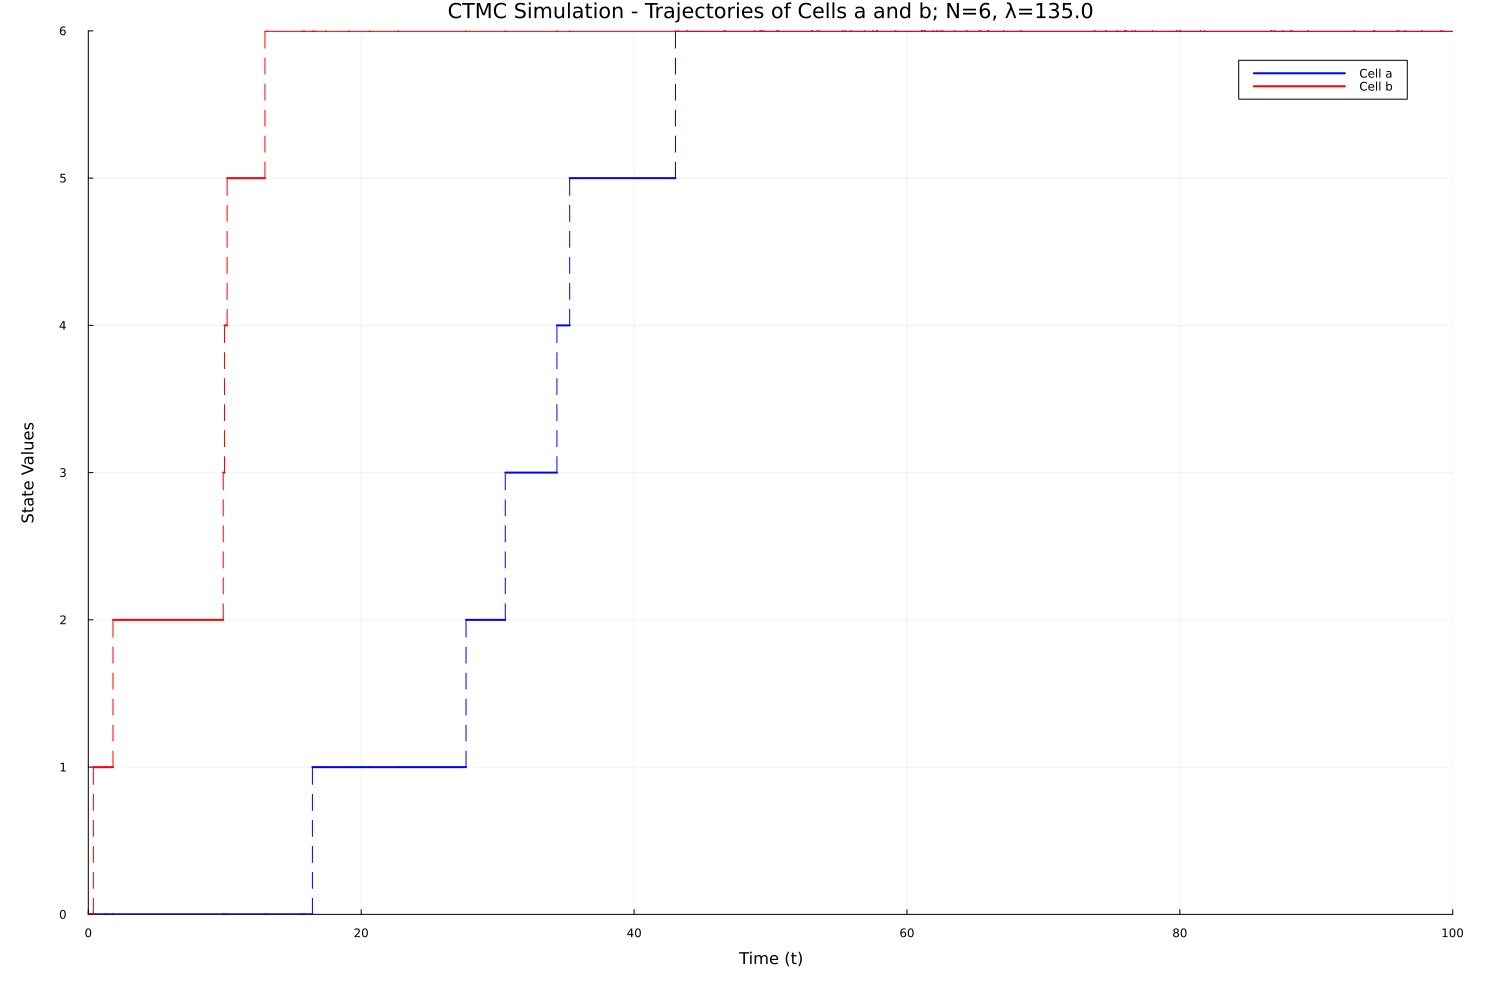 CTMC Simulation - Trajectories of Cells a and b; N=6, λ=135.0
6
Cell a
Cell b
5
4
State Values
3
2
1
0
0 20 40 60 80 100
Time (t)